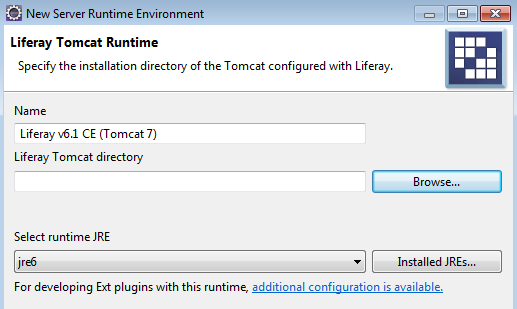 New Server Runtime Environment
Liferay Tomcat Runtime
Specify the installation directory of the Tomcat configured with Liferay.
Name
Liferay v6.1 CE (Tomcat 7)
Liferay Tomcat directory
Browse...
Select runtime JRE
jre6
Installed JREs...
For developing Ext plugins with this runtime, additional configuration is available.